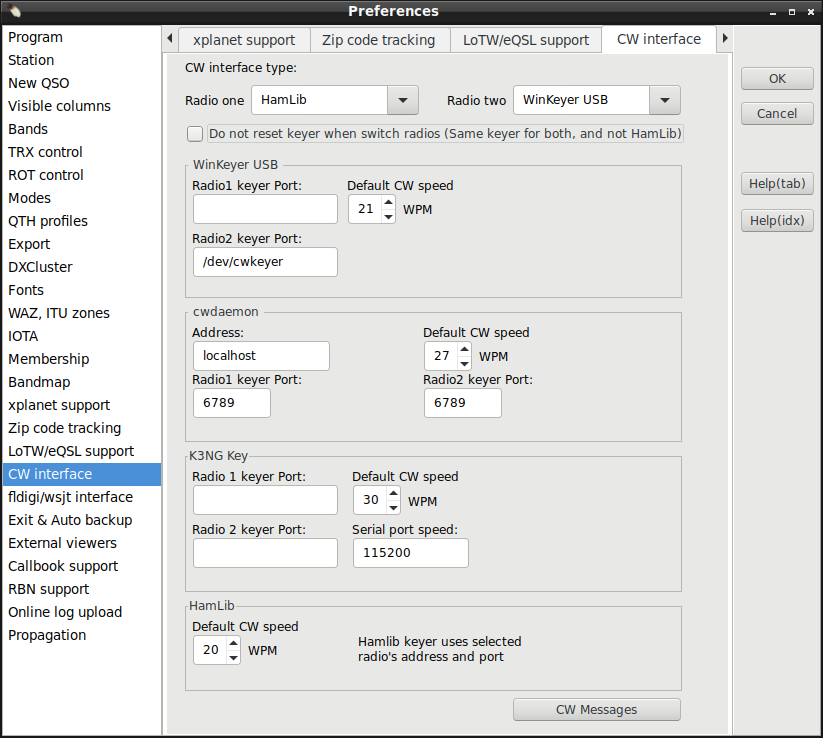 Preferences
Program
Station
New QSO
Visible columns
Bands
TRX control
ROT control
Modes
QTH profiles
Export
DXCluster
Fonts
WAZ, ITU zones
IOTA
Membership
Bandmap
xplanet support
Zip code tracking
LoTW/eQSL support
CW interface
fldigi/wsjt interface
Exit & Auto backup
External viewers
Callbook support
RBN support
Online log upload
Propagation
xplanet support Zip code tracking LoTW/eQSL support CW interface
CW interface type:
Radio one HamLib Radio two WinKeyer USB
Do not reset keyer when switch radios (Same keyer for both, and not HamLib)
WinKeyer USB
Radio1 keyer Port: Default CW speed
21 WPM
Radio2 keyer Port:
/dev/cwkeyer
cwdaemon
Address: Default CW speed
localhost 27 WPM
Radio1 keyer Port: Radio2 keyer Port:
6789 6789
K3NG Key
Radio 1 keyer Port: Default CW speed
30 WPM
Radio 2 keyer Port: Serial port speed:
115200
HamLib
Default CW speed
20 WPM
Hamlib keyer uses selected
radio's address and port
CW Messages
OK
Cancel
Help(tab)
Help(idx)